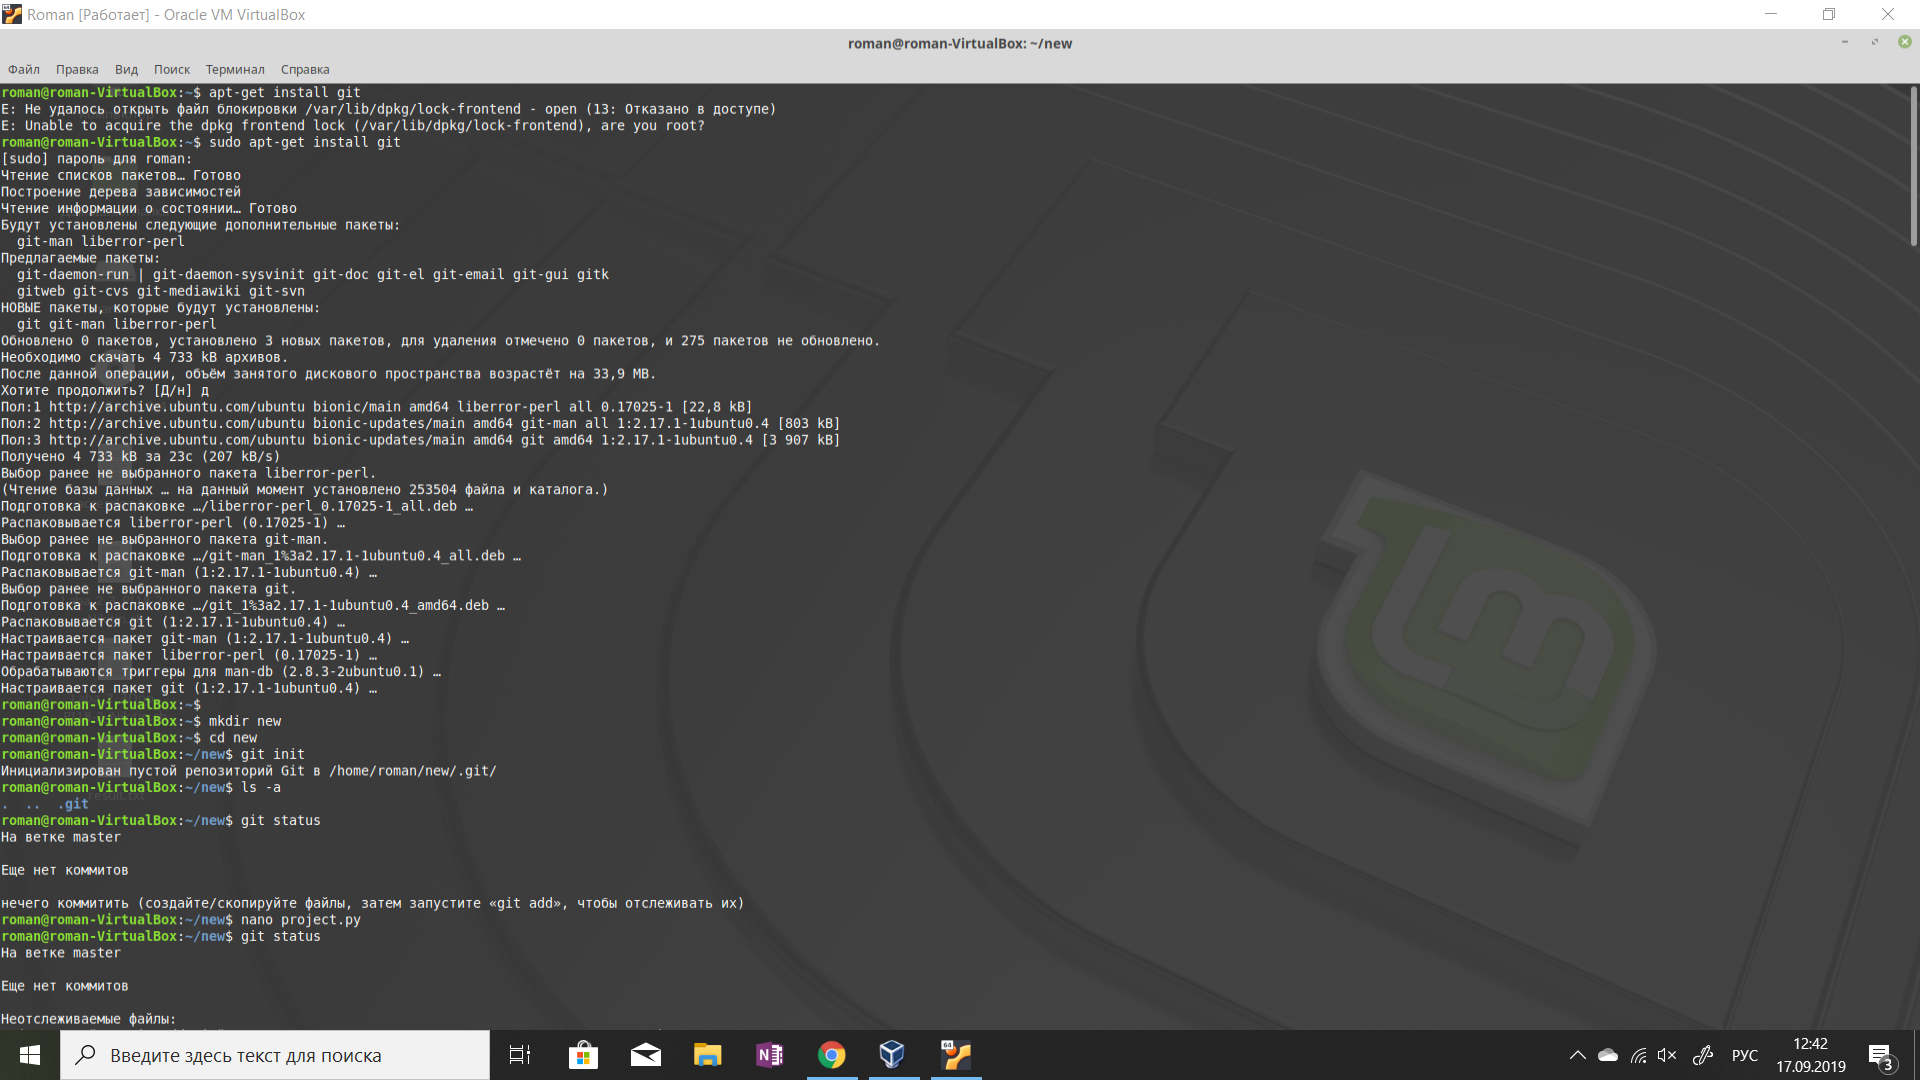 Roman [Работает] - Oracle VM VirtualBox
roman@roman-VirtualBox: ~/new
Файл Правка Вид Поиск Терминал Справка
roman@roman-VirtualBox:~$ apt-get install git
E: Не удалось открыть файл блокировки /var/lib/dpkg/lock-frontend - open (13: Отказано в доступе)
E: Unable to acquire the dpkg frontend lock (/var/lib/dpkg/lock-frontend), are you root?
roman@roman-VirtualBox:~$ sudo apt-get install git
[sudo] пароль для roman:
Чтение списков пакетов… Готово
Построение дерева зависимостей
Чтение информации о состоянии… Готово
Будут установлены следующие дополнительные пакеты:
  git-man liberror-perl
Предлагаемые пакеты:
  git-daemon-run | git-daemon-sysvinit git-doc git-el git-email git-gui gitk
  gitweb git-cvs git-mediawiki git-svn
НОВЫЕ пакеты, которые будут установлены:
  git git-man liberror-perl
Обновлено 0 пакетов, установлено 3 новых пакетов, для удаления отмечено 0 пакетов, и 275 пакетов не обновлено.
Необходимо скачать 4 733 kB архивов.
После данной операции, объём занятого дискового пространства возрастёт на 33,9 MB.
Хотите продолжить? [Д/н] д
Пол:1 http://archive.ubuntu.com/ubuntu bionic/main amd64 liberror-perl all 0.17025-1 [22,8 kB]
Пол:2 http://archive.ubuntu.com/ubuntu bionic-updates/main amd64 git-man all 1:2.17.1-1ubuntu0.4 [803 kB]
Пол:3 http://archive.ubuntu.com/ubuntu bionic-updates/main amd64 git amd64 1:2.17.1-1ubuntu0.4 [3 907 kB]
Получено 4 733 kB за 23с (207 kB/s)
Выбор ранее не выбранного пакета liberror-perl.
(Чтение базы данных … на данный момент установлено 253504 файла и каталога.)
Подготовка к распаковке …/liberror-perl_0.17025-1_all.deb …
Распаковывается liberror-perl (0.17025-1) …
Выбор ранее не выбранного пакета git-man.
Подготовка к распаковке …/git-man_1%3a2.17.1-1ubuntu0.4_all.deb …
Распаковывается git-man (1:2.17.1-1ubuntu0.4) …
Выбор ранее не выбранного пакета git.
Подготовка к распаковке …/git_1%3a2.17.1-1ubuntu0.4_amd64.deb …
Распаковывается git (1:2.17.1-1ubuntu0.4) …
Настраивается пакет git-man (1:2.17.1-1ubuntu0.4) …
Настраивается пакет liberror-perl (0.17025-1) …
Обрабатываются триггеры для man-db (2.8.3-2ubuntu0.1) …
Настраивается пакет git (1:2.17.1-1ubuntu0.4) …
roman@roman-VirtualBox:~$
roman@roman-VirtualBox:~$ mkdir new
roman@roman-VirtualBox:~$ cd new
roman@roman-VirtualBox:~/new$ git init
Инициализирован пустой репозиторий Git в /home/roman/new/.git/
roman@roman-VirtualBox:~/new$ ls -a
.  ..  .git
roman@roman-VirtualBox:~/new$ git status
На ветке master
Еще нет коммитов
нечего коммитить (создайте/скопируйте файлы, затем запустите «git add», чтобы отслеживать их)
roman@roman-VirtualBox:~/new$ nano project.py
roman@roman-VirtualBox:~/new$ git status
На ветке master
Еще нет коммитов
Неотслеживаемые файлы:
Введите здесь текст для поиска
РУС
12:42
17.09.2019
3